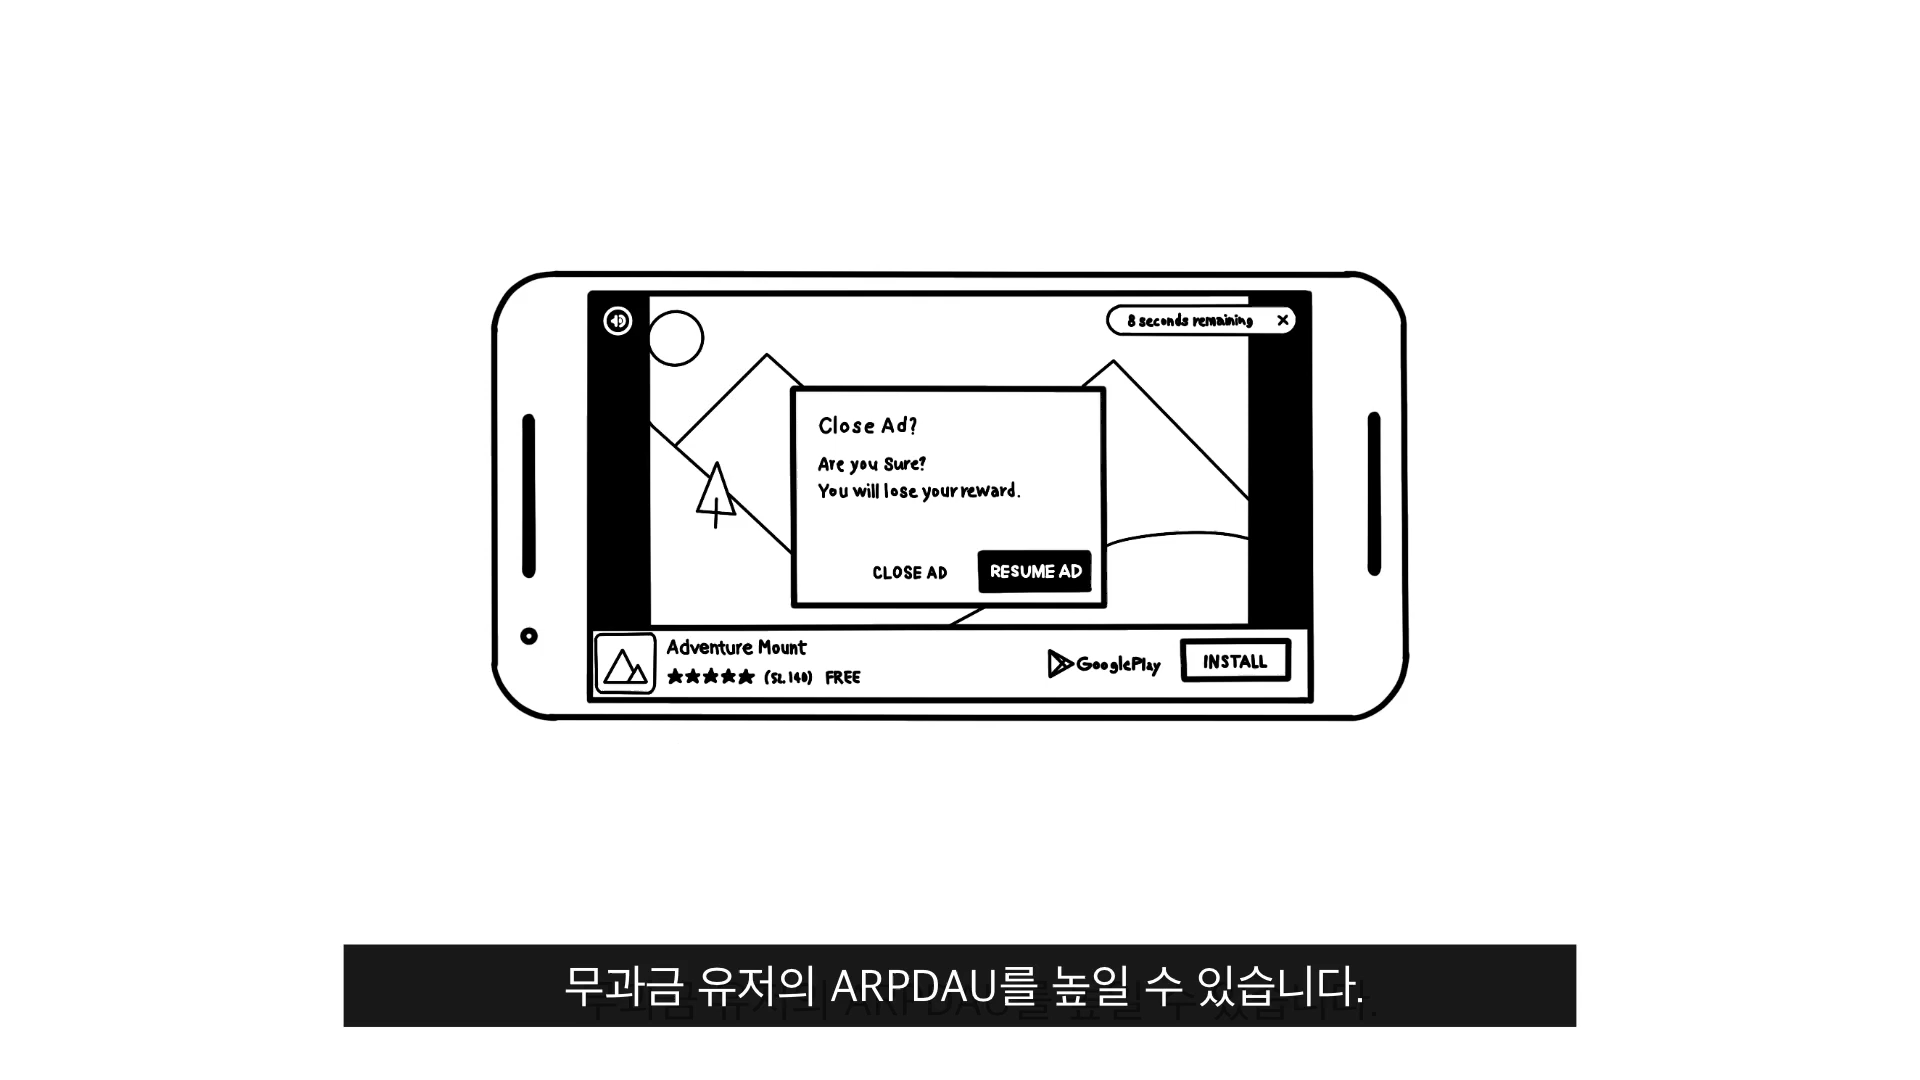 8 seconds remaining
Close Ad?
Are you Sure?
You will lose your reward.
CLOSE AD
RESUME AD
Adventure Mount
FREE
GooglePlay
INSTALL
무과금 유저의 ARPDAU를 높일 수 있습니다.